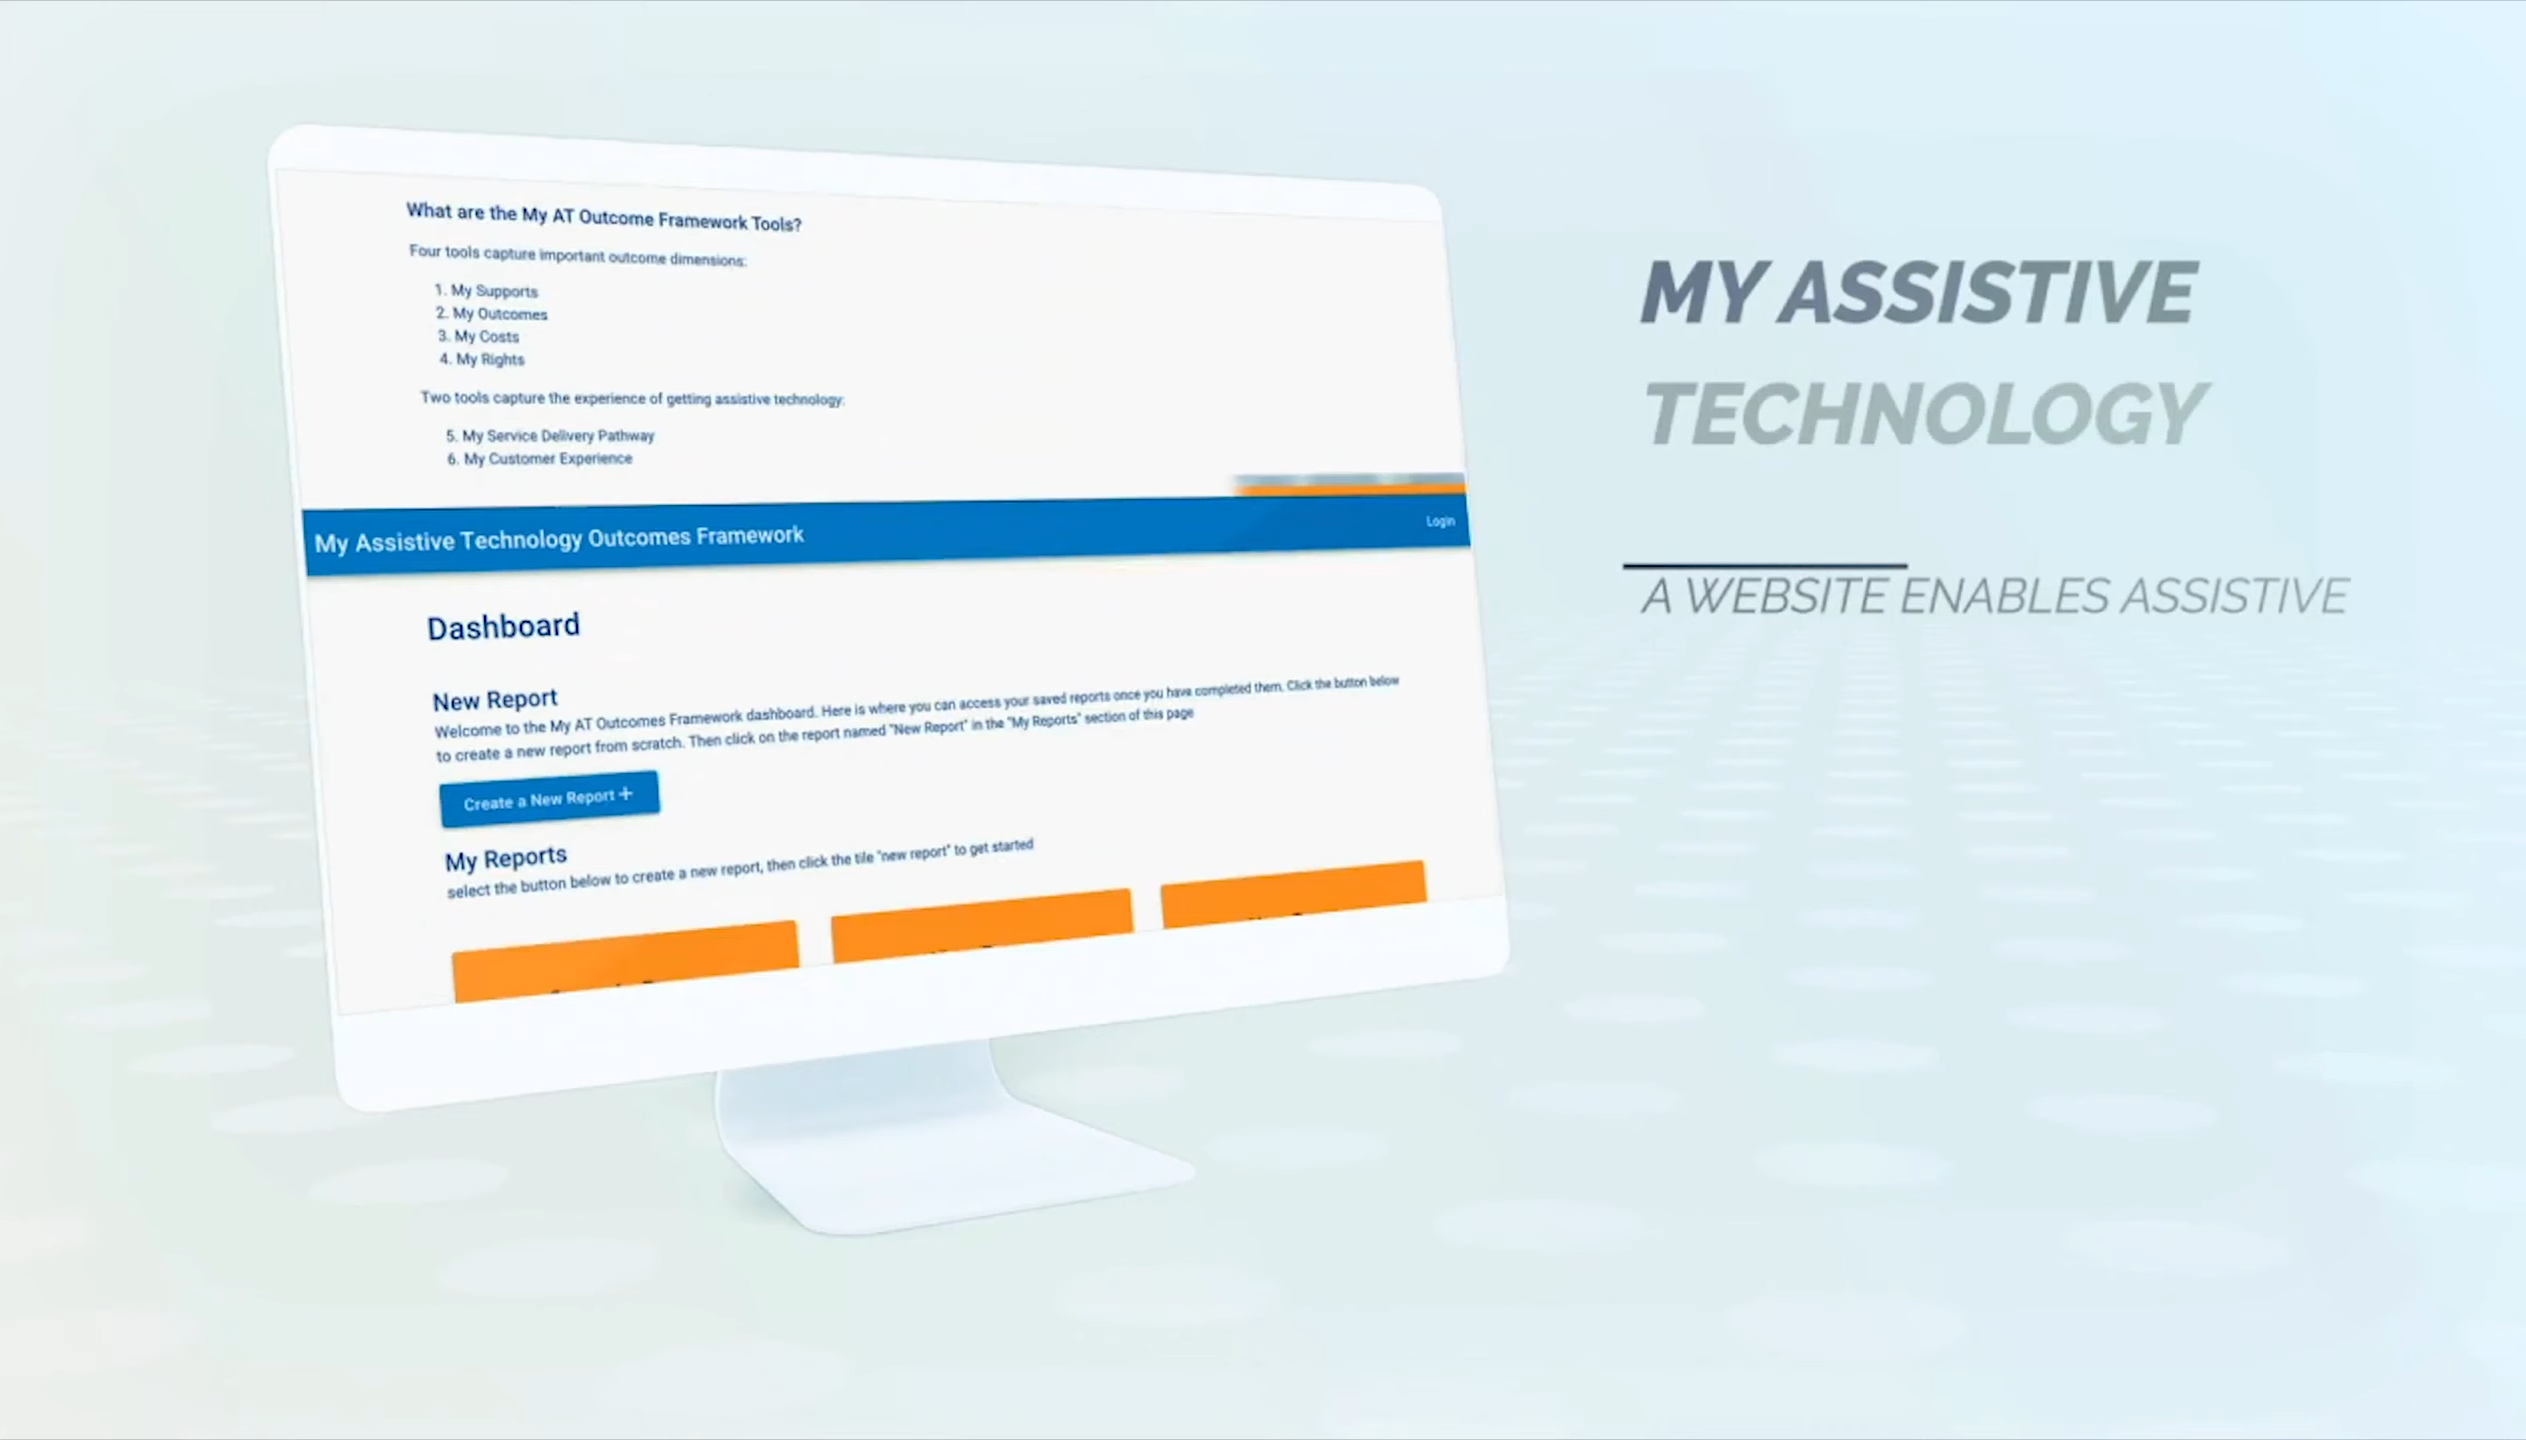 What are the My AT Outcome Framework Tools?
Four tools capture important outcome dimensions:
1. My Supports
2. My Outcomes
3. My Costs
4. My Rights
Two tools capture the experience of getting assistive technology:
5. My Service Delivery Pathway
6. My Customer Experience
My Assistive Technology Outcomes Framework
Login
Dashboard
New Report
Welcome to the My AT Outcomes Framework dashboard. Here is where you can access your saved reports once you have completed them. Click the button below
to create a new report from scratch. Then click on the report named "New Report" in the "My Reports" section of this page
Create a New Report +
My Reports
select the button below to create a new report, then click the tile "new report" to get started
MY ASSISTIVE
TECHNOLOGY
A WEBSITE ENABLES ASSISTIVE